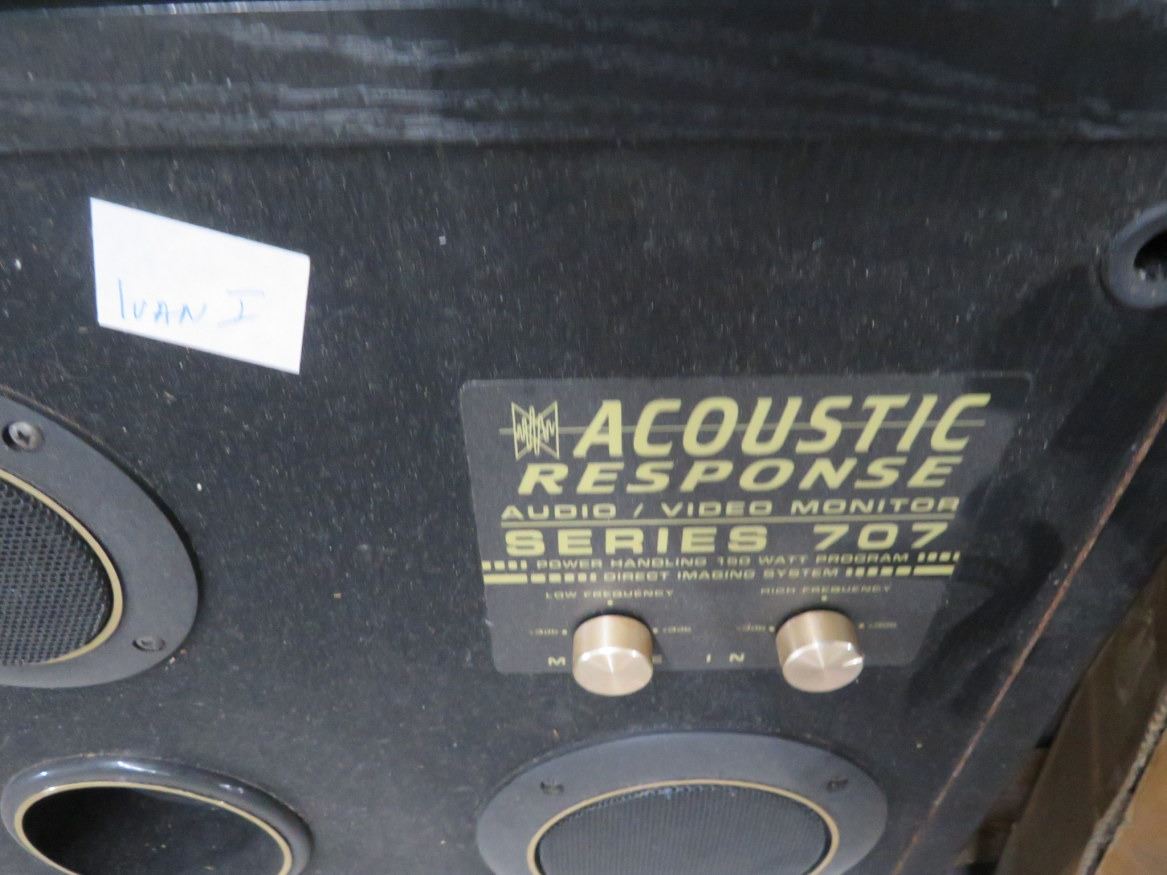 IVAN I
ACOUSTIC
RESPONSE
AUDIO / VIDEO MONITOR
SERIES 707
POWER HANDLING 150 WATT PROGRAM
DIRECT IMAGING SYSTEM
LOW FREQUENCY HIGH FREQUENCY
IN